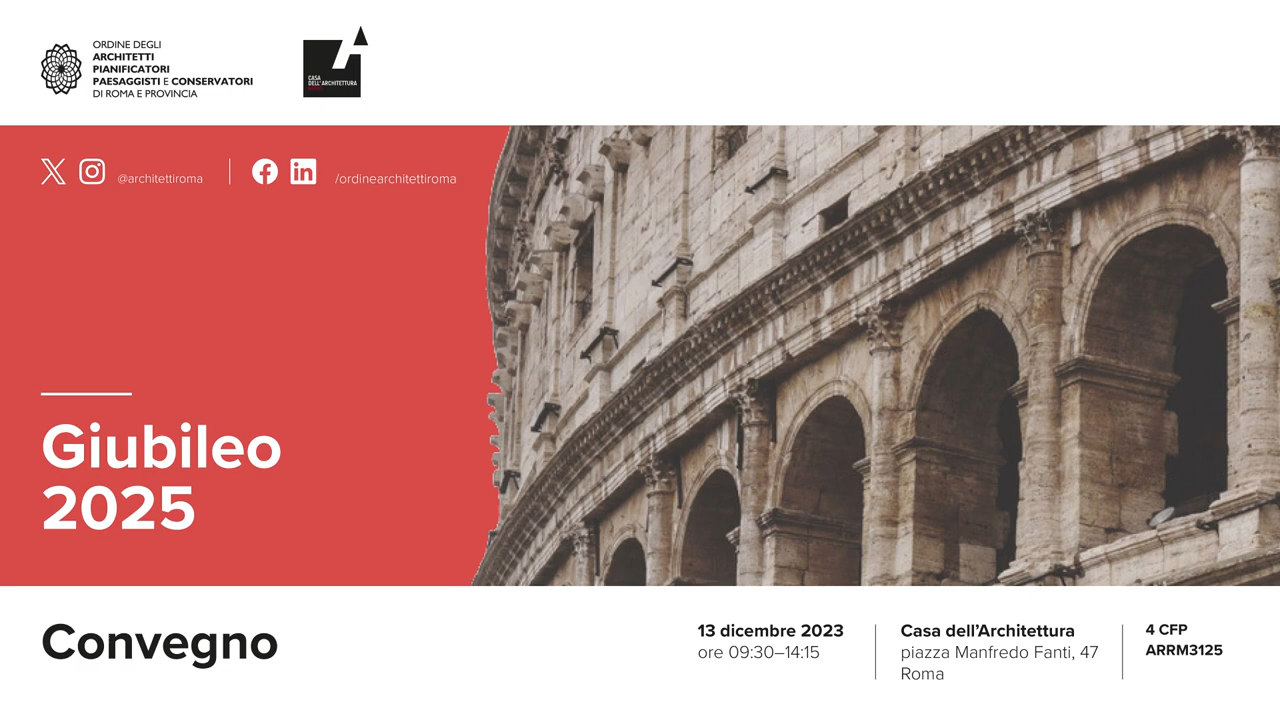 ORDINE DEGLI
ARCHITETTI
PIANIFICATORI
PAESAGGISTI E CONSERVATORI
DI ROMA E PROVINCIA
CASA
DELL'ARCHITETTURA
@architettiroma
/ordinearchitettiroma
Giubileo
2025
Convegno
13 dicembre 2023
ore 09:30–14:15
Casa dell’Architettura
piazza Manfredo Fanti, 47
Roma
4 CFP
ARRM3125